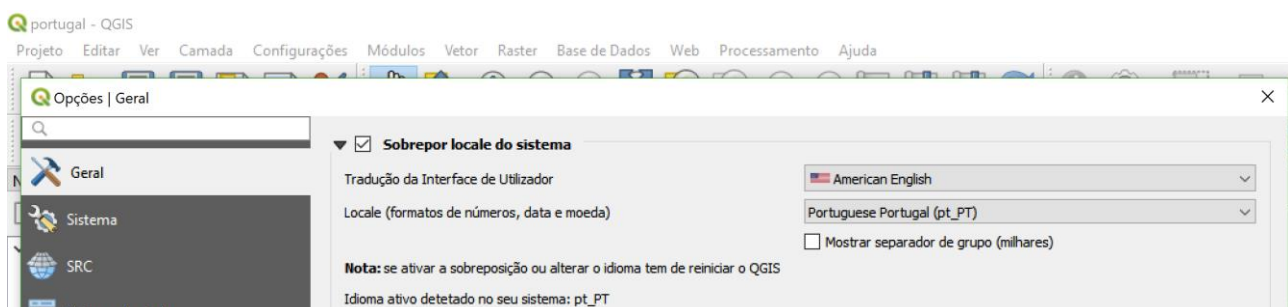 portugal - QGIS
Projeto Editar Ver Camada Configurações Módulos Vetor Raster Base de Dados Web Processamento Ajuda
Opções | Geral
Sobrepor locale do sistema
Geral
Tradução da Interface de Utilizador American English
Sistema
Locale (formatos de números, data e moeda) Portuguese Portugal (pt_PT)
Mostrar separador de grupo (milhares)
SRC
Nota: se ativar a sobreposição ou alterar o idioma tem de reiniciar o QGIS
Idioma ativo detetado no seu sistema: pt_PT